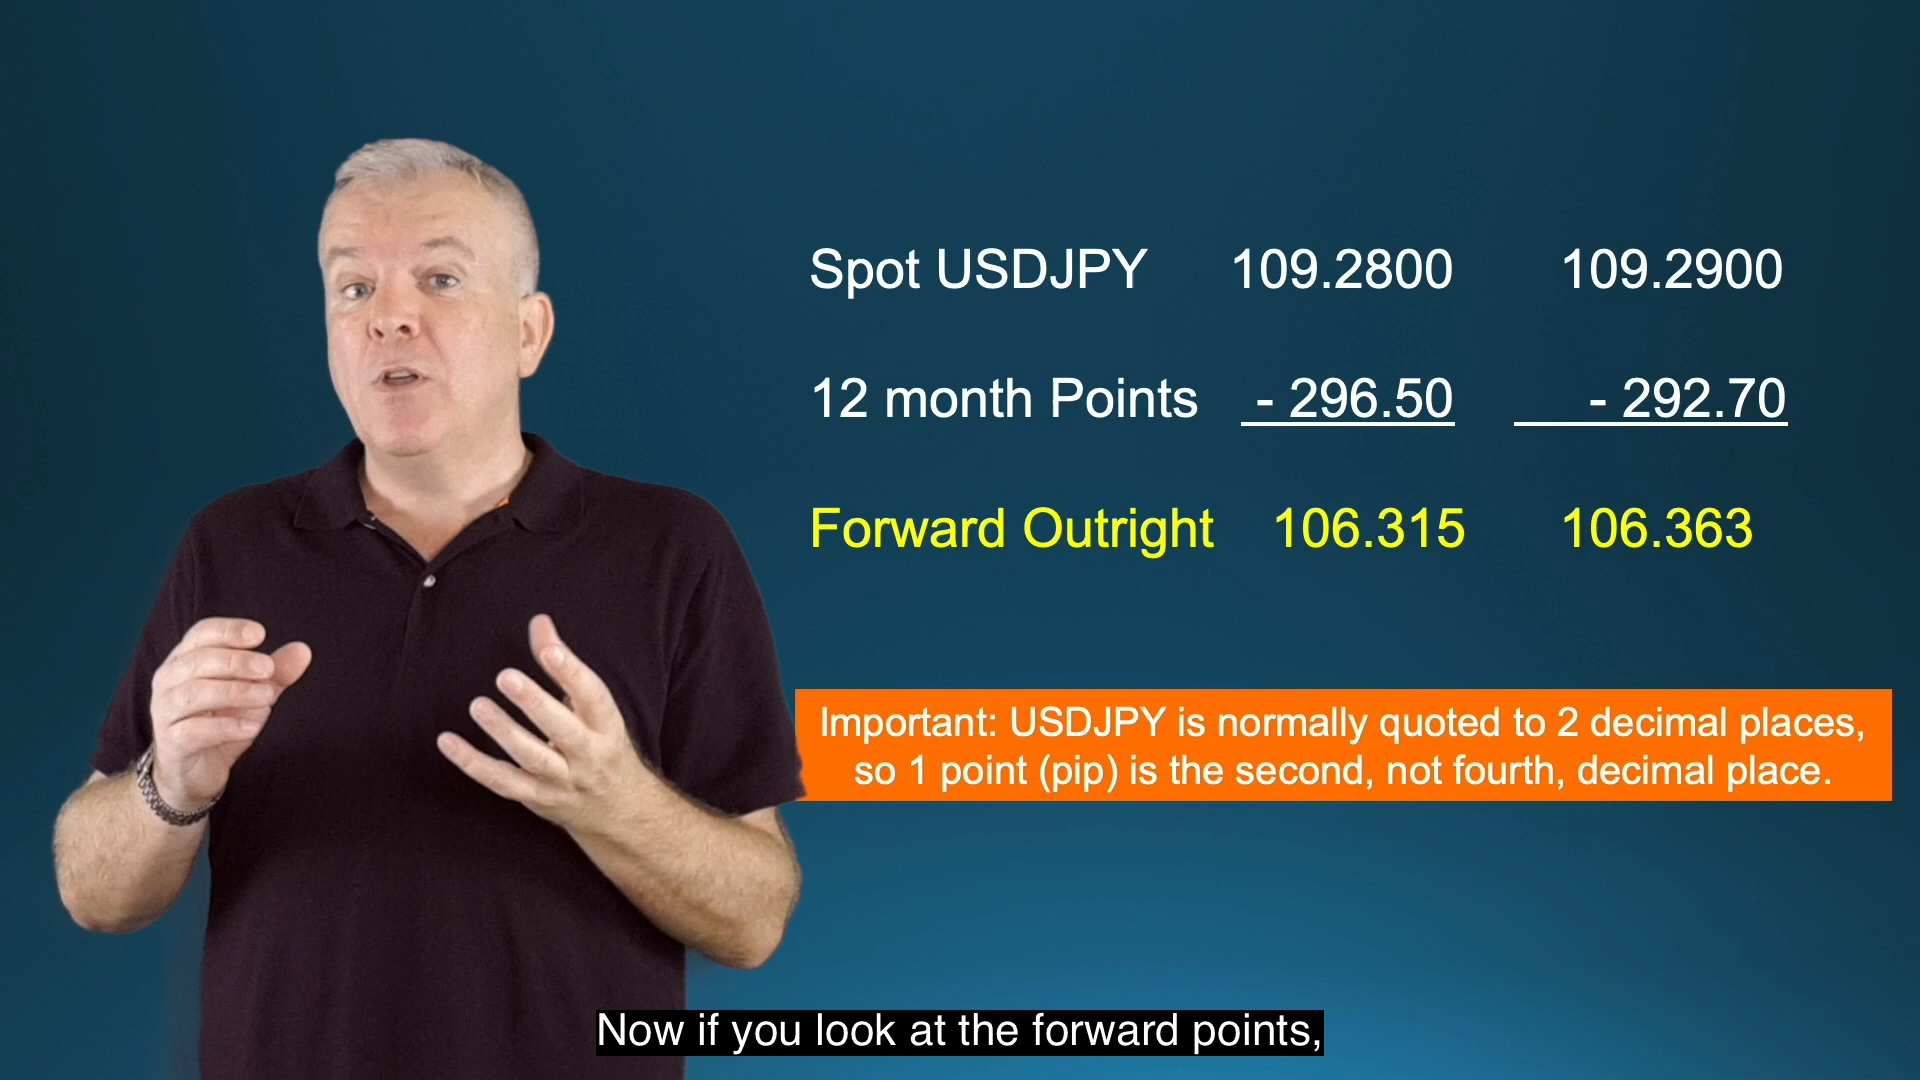 Spot USDJPY 109.2800 109.2900
12 month Points - 296.50 - 292.70
Forward Outright 106.315 106.363
Important: USDJPY is normally quoted to 2 decimal places,
so 1 point (pip) is the second, not fourth, decimal place.
Now if you look at the forward points,